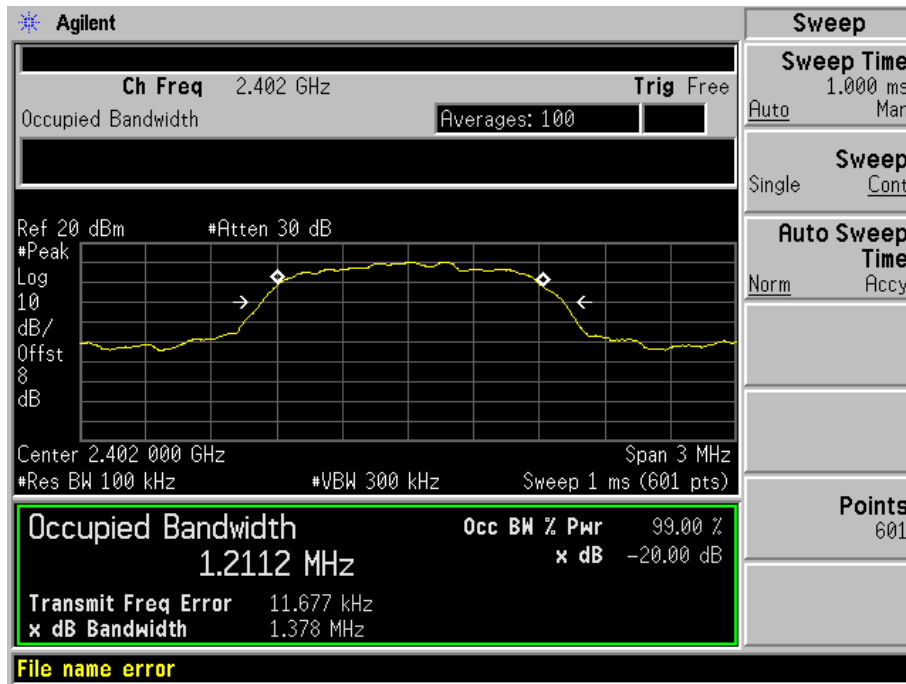 Agilent
Sweep
Ch Freq 2.402 GHz Trig Free
Occupied Bandwidth Averages: 100
Ref 20 dBm #Atten 30 dB
#Peak
Log
10
dB/
Offst
8
dB
Center 2.402 000 GHz Span 3 MHz
#Res BW 100 kHz #VBW 300 kHz Sweep 1 ms (601 pts)
Occupied Bandwidth Occ BW % Pwr 99.00 %
1.2112 MHz x dB -20.00 dB
Transmit Freq Error 11.677 kHz
x dB Bandwidth 1.378 MHz
File name error
Sweep Time
1.000 ms
Auto Man
Sweep
Single Cont
Auto Sweep
Time
Norm Accy
Points
601